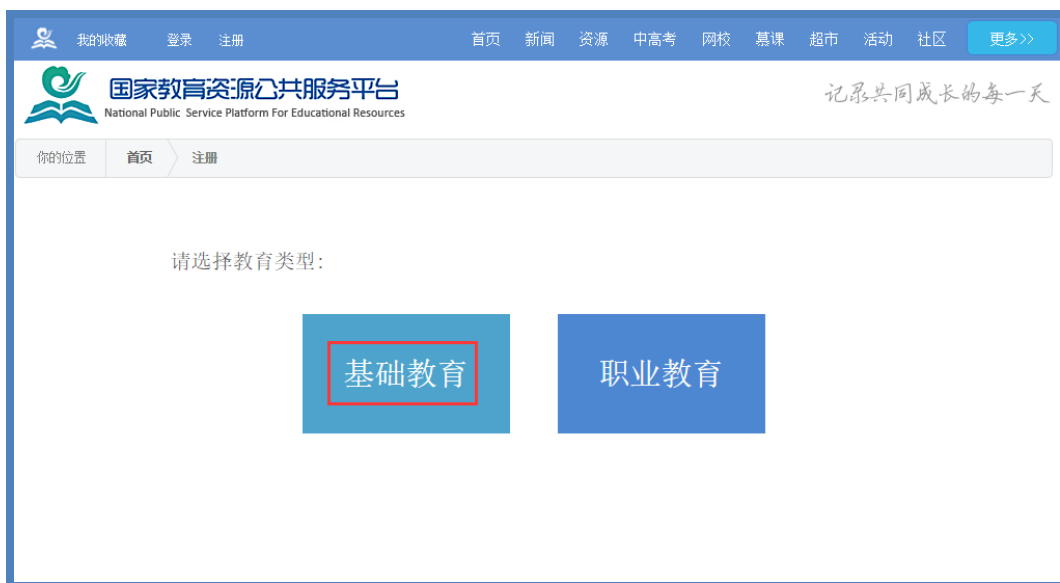 我的收藏 登录 注册 首页 新闻 资源 中高考 网校 慕课 超市 活动 社区 更多>>
国家教育资源公共服务平台
National Public Service Platform For Educational Resources
记录共同成长的每一天
你的位置 首页 注册
请选择教育类型:
基础教育 职业教育